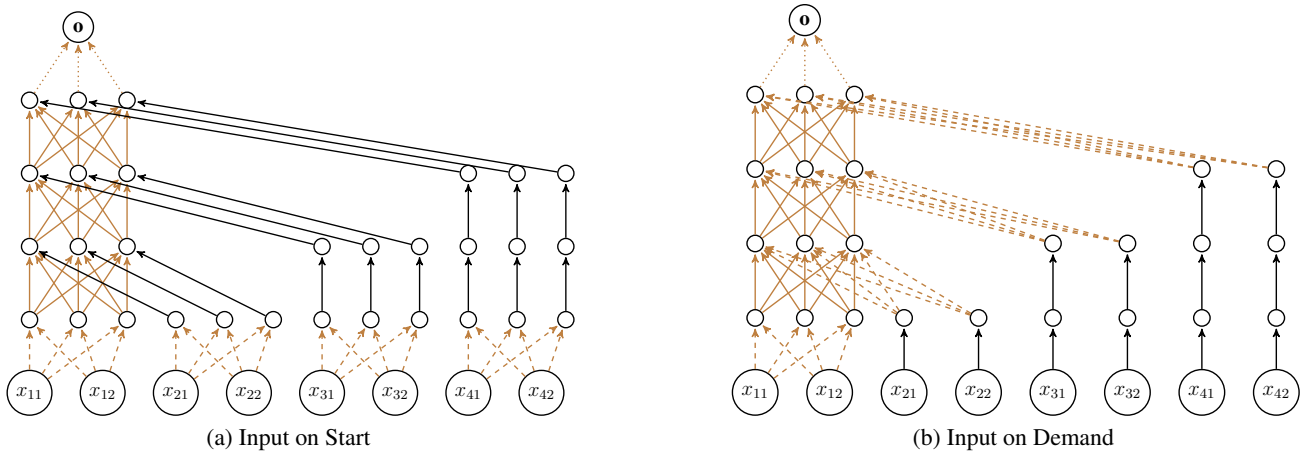 o o
x11 x12 x21 x22 x31 x32 x41 x42 x11 x12 x21 x22 x31 x32 x41 x42
(a) Input on Start (b) Input on Demand